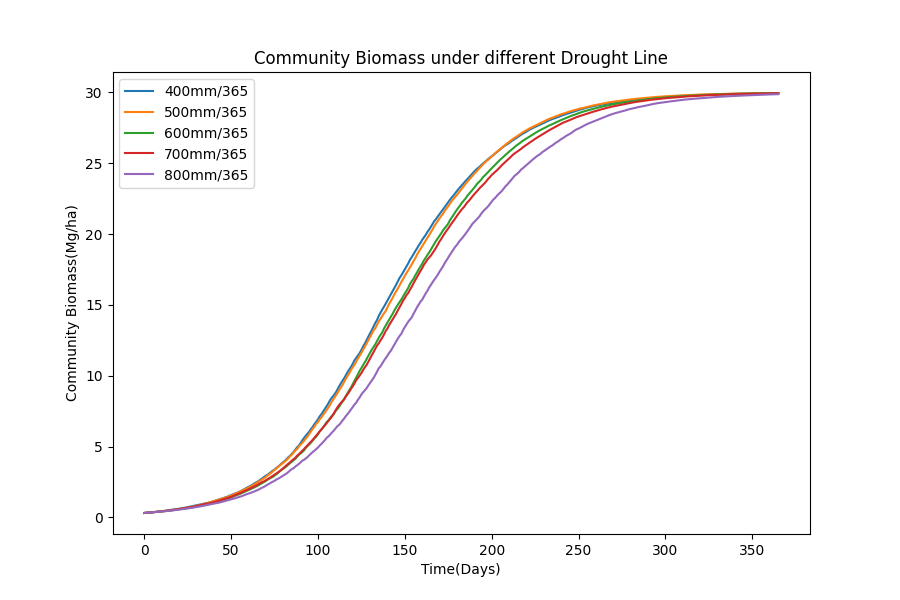 Community Biomass under different Drought Line
400mm/365
500mm/365
600mm/365
700mm/365
800mm/365
30
25
20
15
10
5
0
Community Biomass(Mg/ha)
0 50 100 150 200 250 300 350
Time(Days)